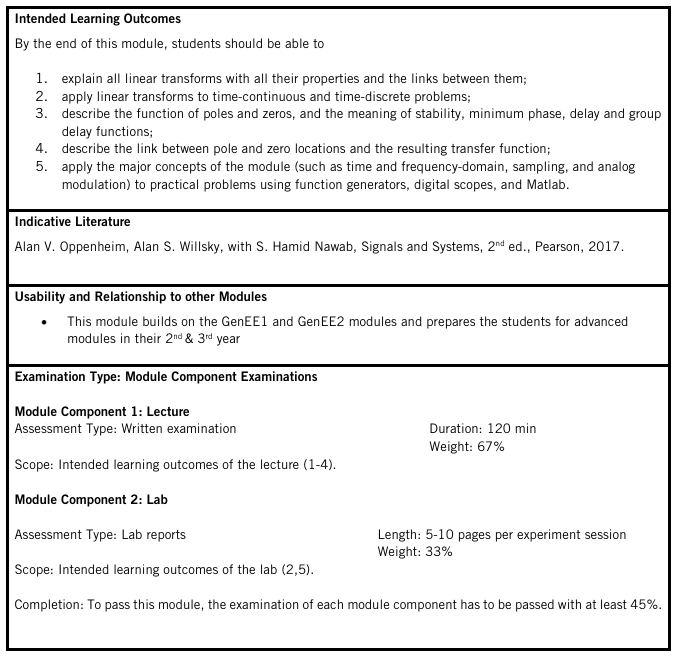 Intended Learning Outcomes
By the end of this module, students should be able to
1. explain all linear transforms with all their properties and the links between them;
2. apply linear transforms to time-continuous and time-discrete problems;
3. describe the function of poles and zeros, and the meaning of stability, minimum phase, delay and group
delay functions;
4. describe the link between pole and zero locations and the resulting transfer function;
5. apply the major concepts of the module (such as time and frequency-domain, sampling, and analog
modulation) to practical problems using function generators, digital scopes, and Matlab.
Indicative Literature
Alan V. Oppenheim, Alan S. Willsky, with S. Hamid Nawab, Signals and Systems, 2nd ed., Pearson, 2017.
Usability and Relationship to other Modules
• This module builds on the GenEE1 and GenEE2 modules and prepares the students for advanced
modules in their 2nd & 3rd year
Examination Type: Module Component Examinations
Module Component 1: Lecture
Assessment Type: Written examination Duration: 120 min
Weight: 67%
Scope: Intended learning outcomes of the lecture (1-4).
Module Component 2: Lab
Assessment Type: Lab reports Length: 5-10 pages per experiment session
Weight: 33%
Scope: Intended learning outcomes of the lab (2,5).
Completion: To pass this module, the examination of each module component has to be passed with at least 45%.